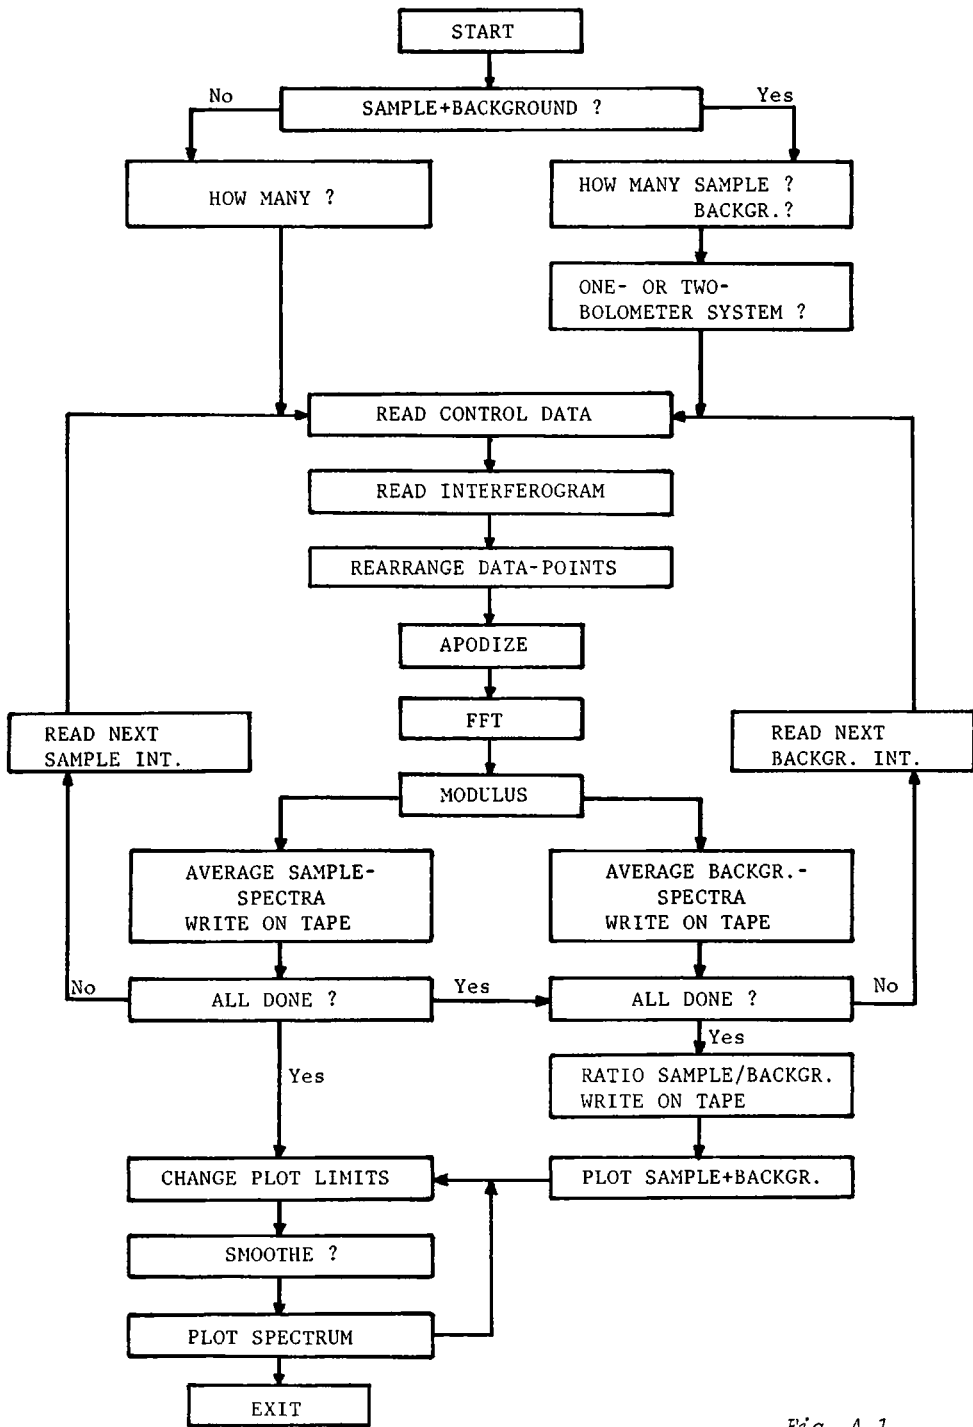 START
No
SAMPLE+BACKGROUND ?
Yes
HOW MANY ?
HOW MANY SAMPLE ?
BACKGR.?
ONE- OR TWO-
BOLOMETER SYSTEM ?
READ CONTROL DATA
READ INTERFEROGRAM
REARRANGE DATA-POINTS
APODIZE
FFT
READ NEXT
SAMPLE INT.
READ NEXT
BACKGR. INT.
MODULUS
AVERAGE SAMPLE-
SPECTRA
WRITE ON TAPE
AVERAGE BACKGR.-
SPECTRA
WRITE ON TAPE
No
ALL DONE ?
Yes
ALL DONE ?
No
Yes
Yes
RATIO SAMPLE/BACKGR.
WRITE ON TAPE
CHANGE PLOT LIMITS
PLOT SAMPLE+BACKGR.
SMOOTHE ?
PLOT SPECTRUM
EXIT
Fig. A.1